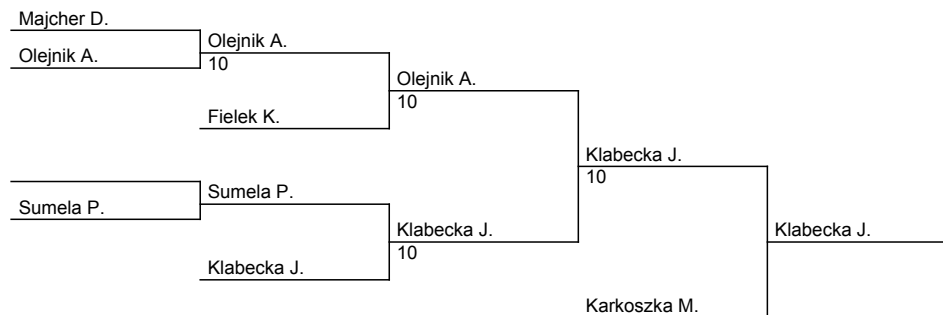 Majcher D.
Olejnik A.
Olejnik A.
10
Fielek K.
Olejnik A.
10
Sumela P.
Sumela P.
Klabecka J.
Klabecka J.
10
Klabecka J.
10
Karkoszka M.
Klabecka J.